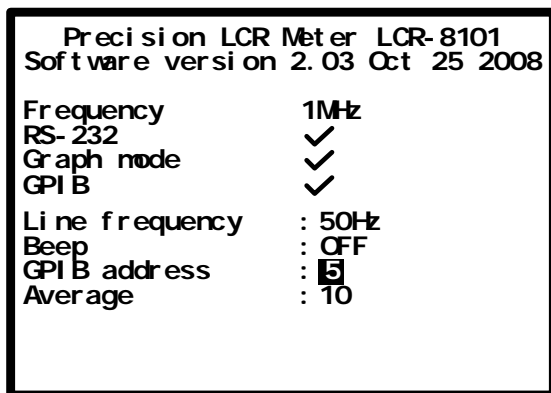 Precision LCR Meter LCR-8101
Software version 2.03 Oct 25 2008
Frequency 1MHz
RS-232 ✓
Graph mode ✓
GPIB ✓
Line frequency : 50Hz
Beep : OFF
GPIB address : 5
Average : 10